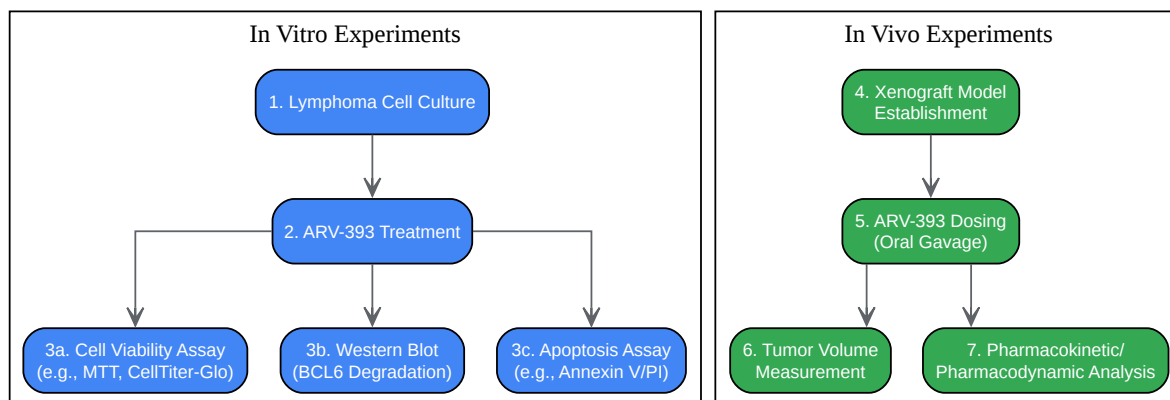 In Vitro Experiments
1. Lymphoma Cell Culture
2. ARV-393 Treatment
3a. Cell Viability Assay
(e.g., MTT, CellTiter-Glo)
3b. Western Blot
(BCL6 Degradation)
3c. Apoptosis Assay
(e.g., Annexin V/PI)
In Vivo Experiments
4. Xenograft Model
Establishment
5. ARV-393 Dosing
(Oral Gavage)
6. Tumor Volume
Measurement
7. Pharmacokinetic/
Pharmacodynamic Analysis